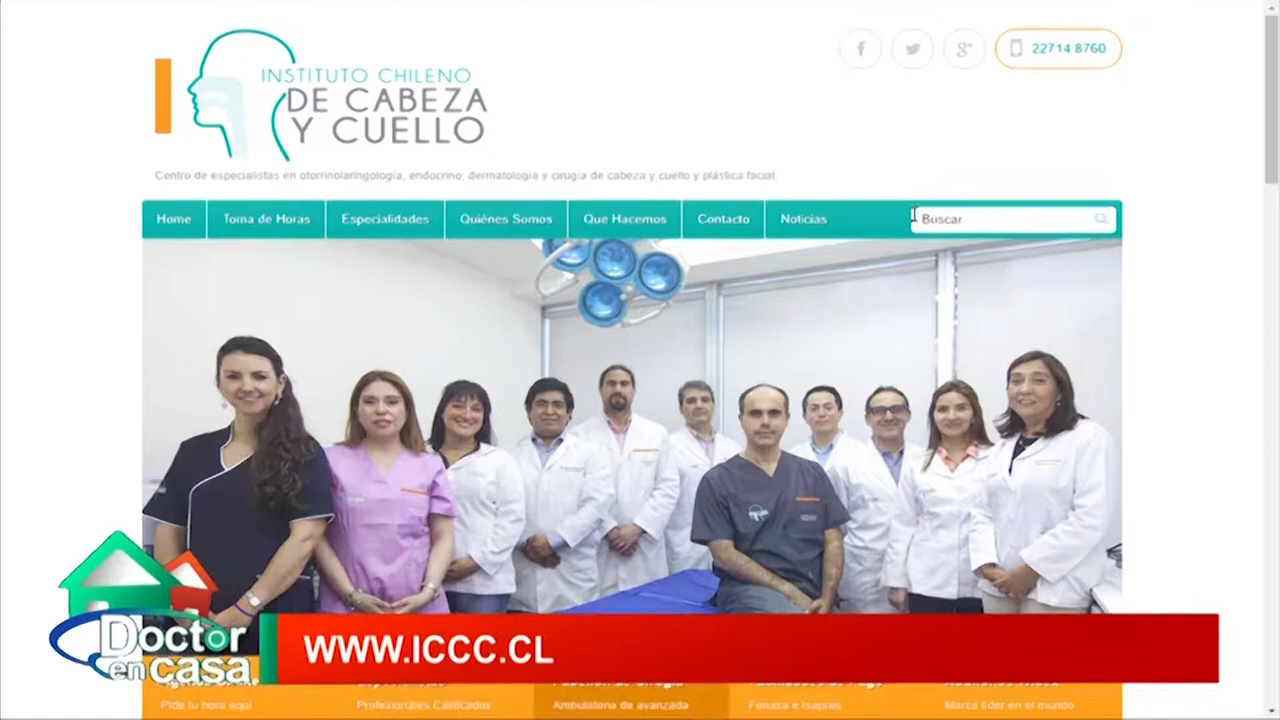 INSTITUTO CHILENO
DE CABEZA
Y CUELLO
22714 8760
Centro de especialistas en otorrinolaringología, endocrino, dermatología y cirugía de cabeza y cuello y plástica facial.
Home Toma de Horas Especialidades Quiénes Somos Que Hacemos Contacto Noticias Buscar
Doctor
en casa.
WWW.ICCC.CL
Pide tu hora aquí Profesionales Calificados Ambulatoria de avanzada Fonasa e Isapres Marca líder en el mundo